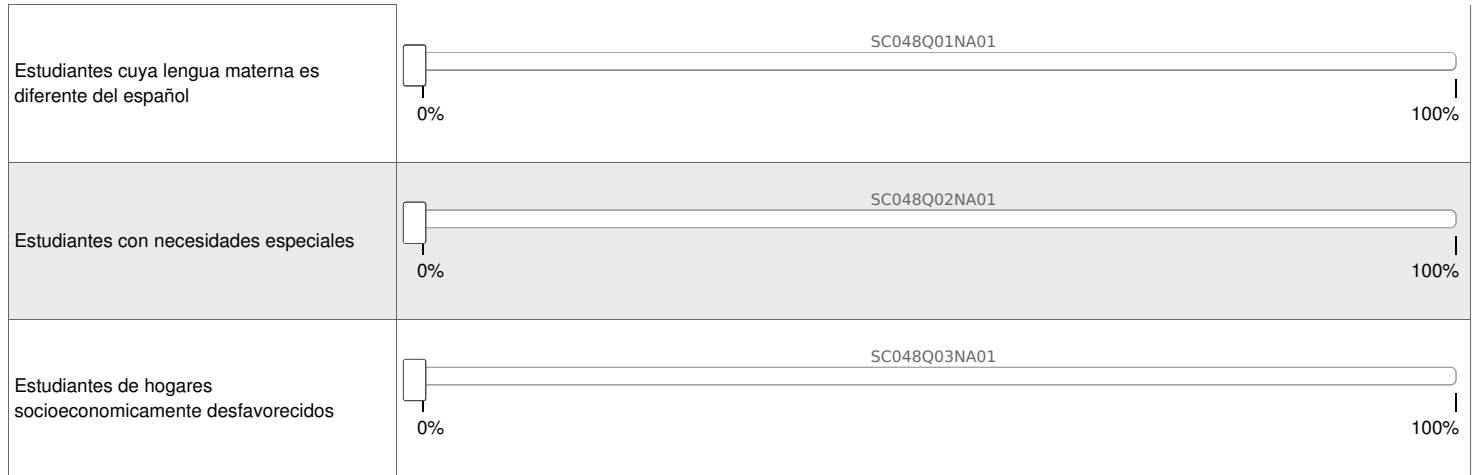 SC048Q01NA01
Estudiantes cuya lengua materna es
diferente del español
0% 100%
SC048Q02NA01
Estudiantes con necesidades especiales
0% 100%
SC048Q03NA01
Estudiantes de hogares
socioeconomicamente desfavorecidos
0% 100%